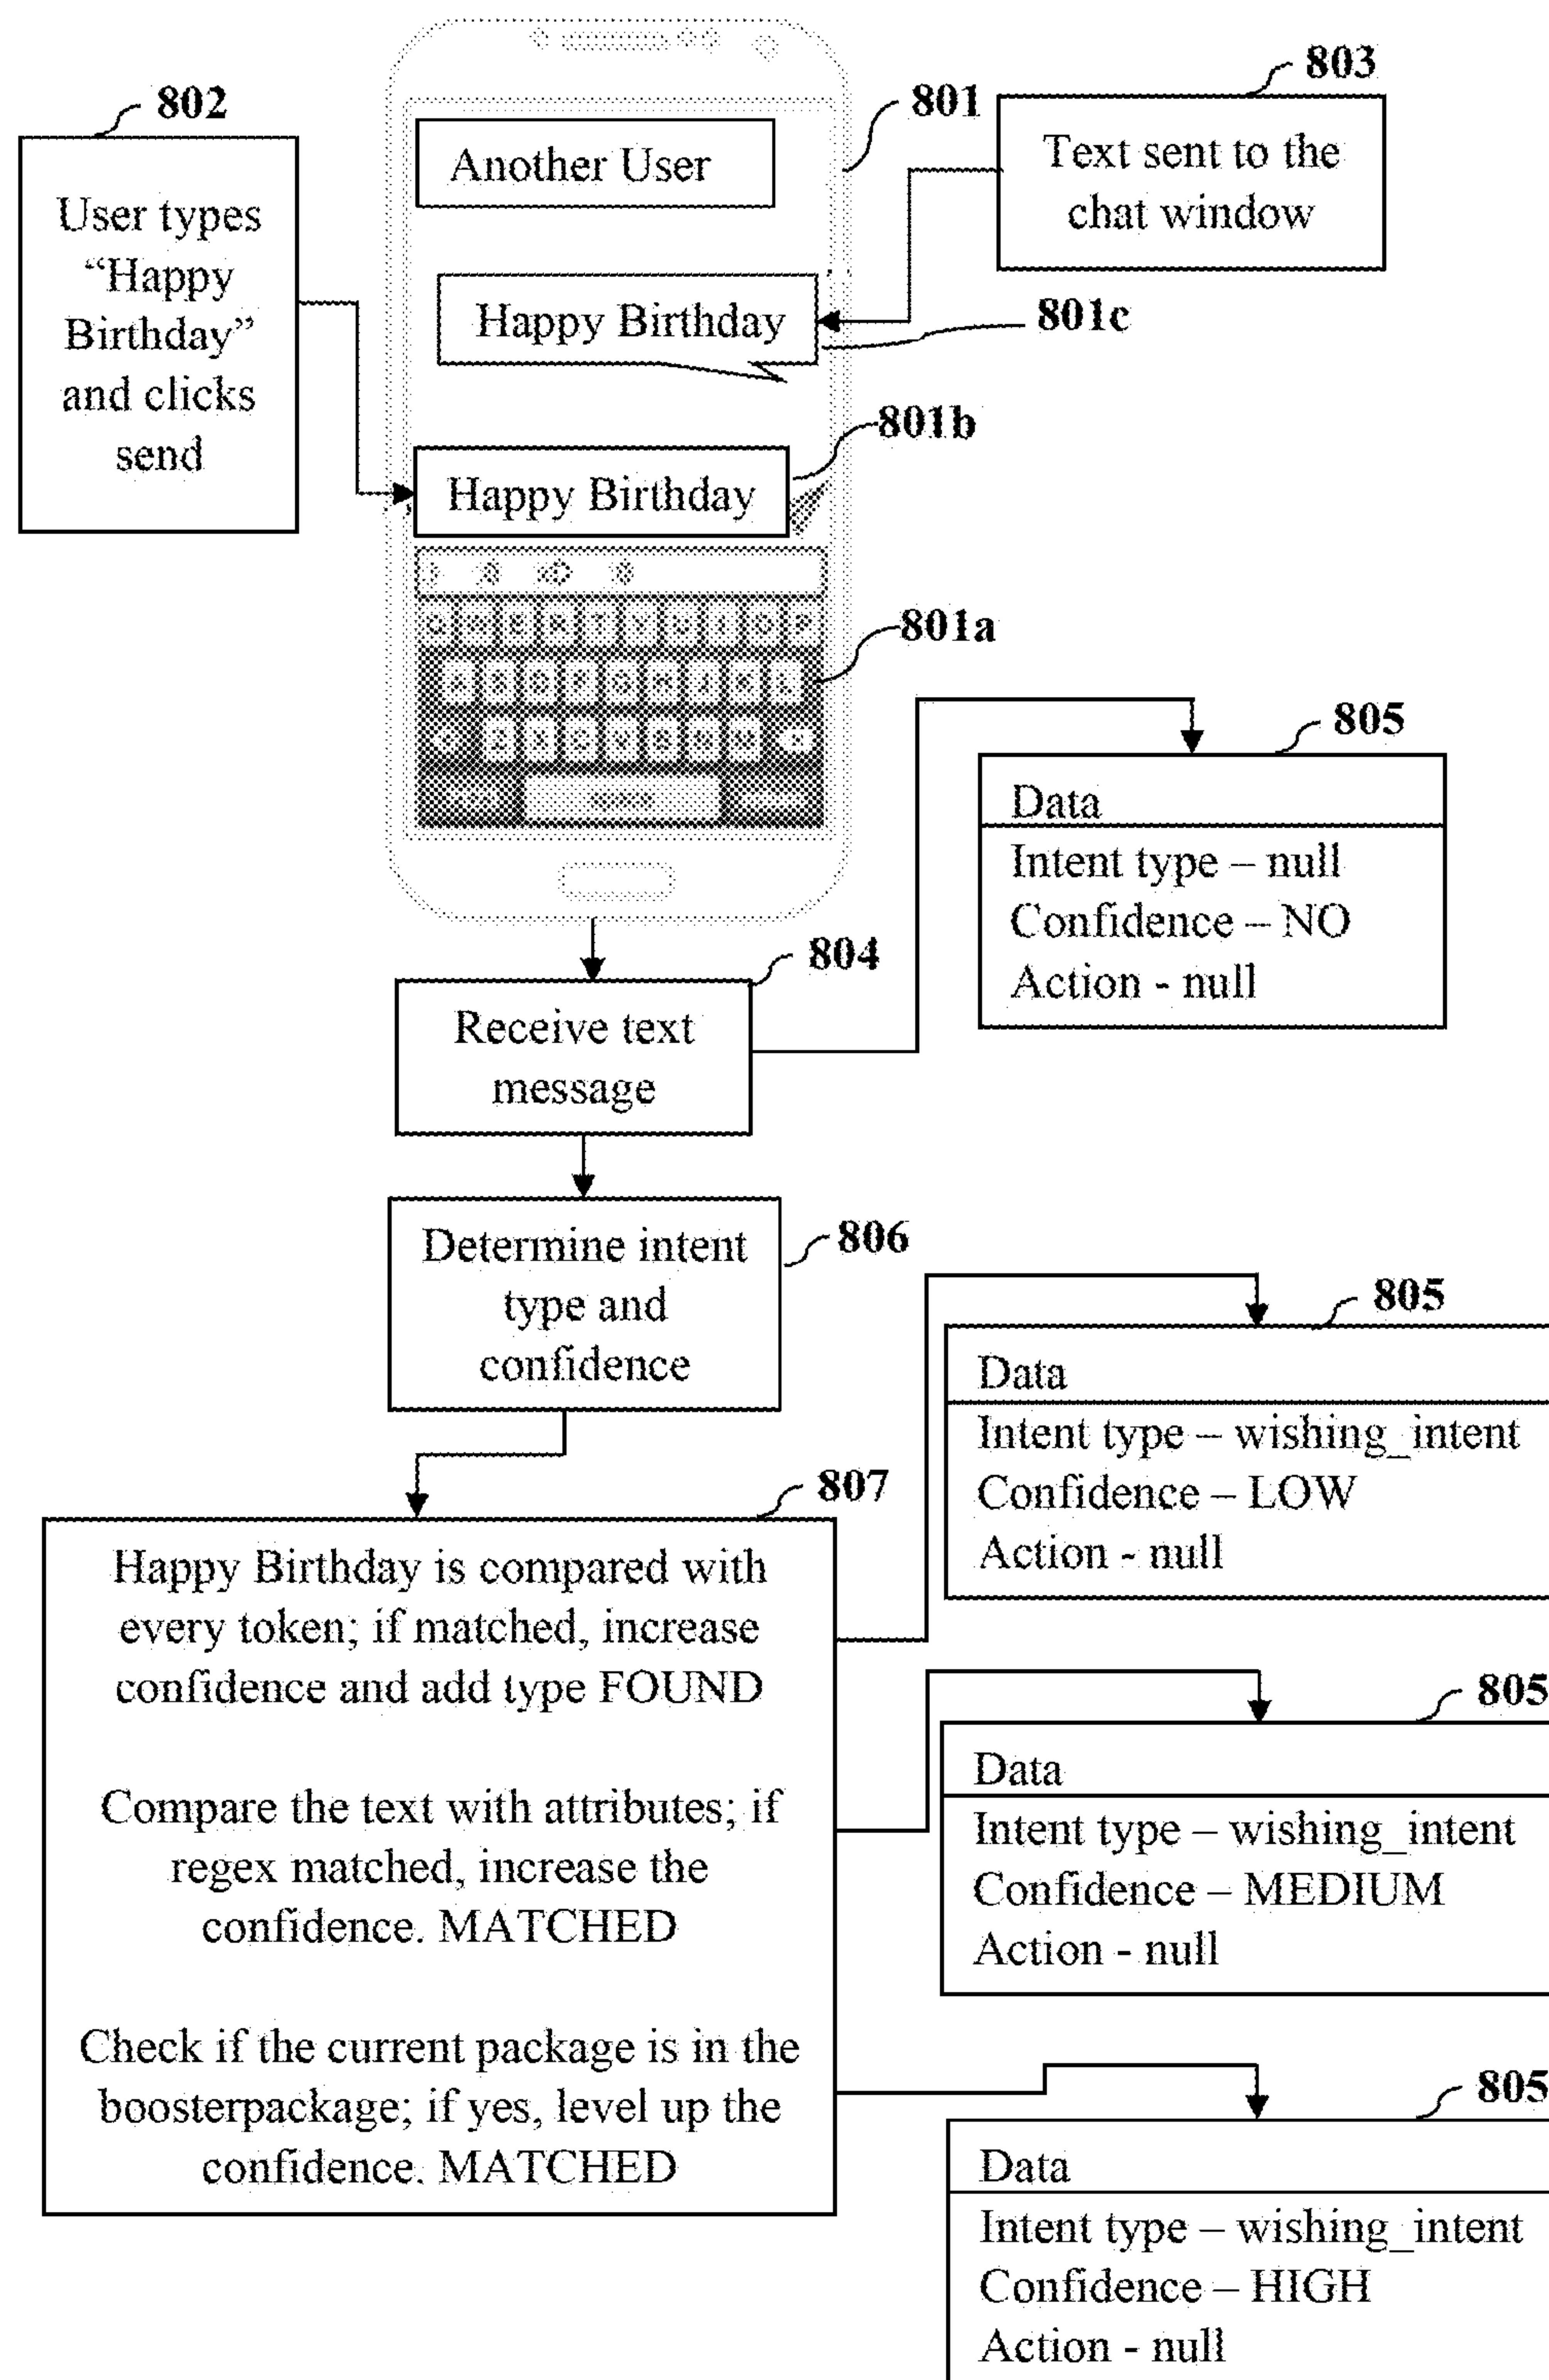 802
User types
“Happy
Birthday”
and clicks
send
Another User
801
803
Text sent to the
chat window
Happy Birthday
801c
801b
Happy Birthday
801a
805
Data
Intent type – null
Confidence – NO
Action - null
804
Receive text
message
806
Determine intent
type and
confidence
805
Data
Intent type – wishing_intent
Confidence – LOW
Action - null
807
Happy Birthday is compared with
every token; if matched, increase
confidence and add type FOUND
Compare the text with attributes; if
regex matched, increase the
confidence. MATCHED
Check if the current package is in the
boosterpackage; if yes, level up the
confidence. MATCHED
805
Data
Intent type – wishing_intent
Confidence – MEDIUM
Action - null
805
Data
Intent type – wishing_intent
Confidence – HIGH
Action - null